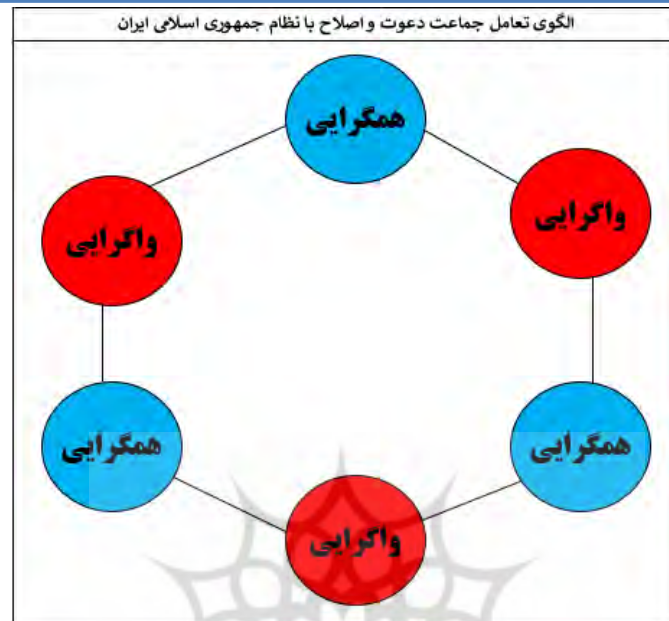 الگوی تعامل جماعت دعوت و اصلاح با نظام جمهوری اسلامی ایران
همگرایی
واگرایی
واگرایی
همگرایی
همگرایی
واگرایی